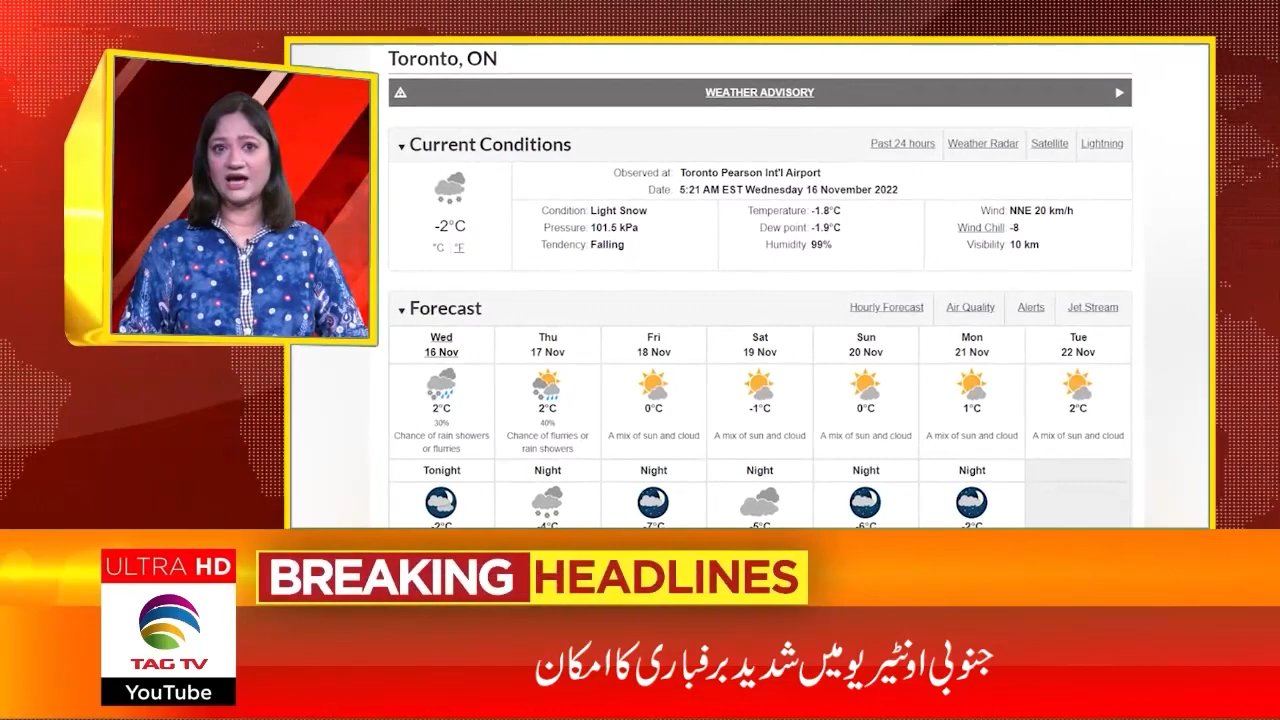 Toronto, ON
WEATHER ADVISORY
Current Conditions
Past 24 hours
Weather Radar
Satellite
Lightning
Observed at: Toronto Pearson Int'l Airport
Date: 5:21 AM EST Wednesday 16 November 2022
-2°C
°C °F
Condition: Light Snow
Pressure: 101.5 kPa
Tendency: Falling
Temperature: -1.8°C
Dew point: -1.9°C
Humidity: 99%
Wind: NNE 20 km/h
Wind Chill: -8
Visibility: 10 km
Forecast
Hourly Forecast
Air Quality
Alerts
Jet Stream
Wed Thu Fri Sat Sun Mon Tue
16 Nov 17 Nov 18 Nov 19 Nov 20 Nov 21 Nov 22 Nov
2°C 2°C 0°C -1°C 0°C 1°C 2°C
30% 40%
Chance of rain showers or flurries
Chance of flurries or rain showers
A mix of sun and cloud
A mix of sun and cloud
A mix of sun and cloud
A mix of sun and cloud
A mix of sun and cloud
Tonight Night Night Night Night Night
-2°C -4°C -7°C -5°C -6°C -2°C
ULTRA HD
TAG TV
YouTube
BREAKING HEADLINES
جنوبی اونٹیریو میں شدید برفباری کا امکان